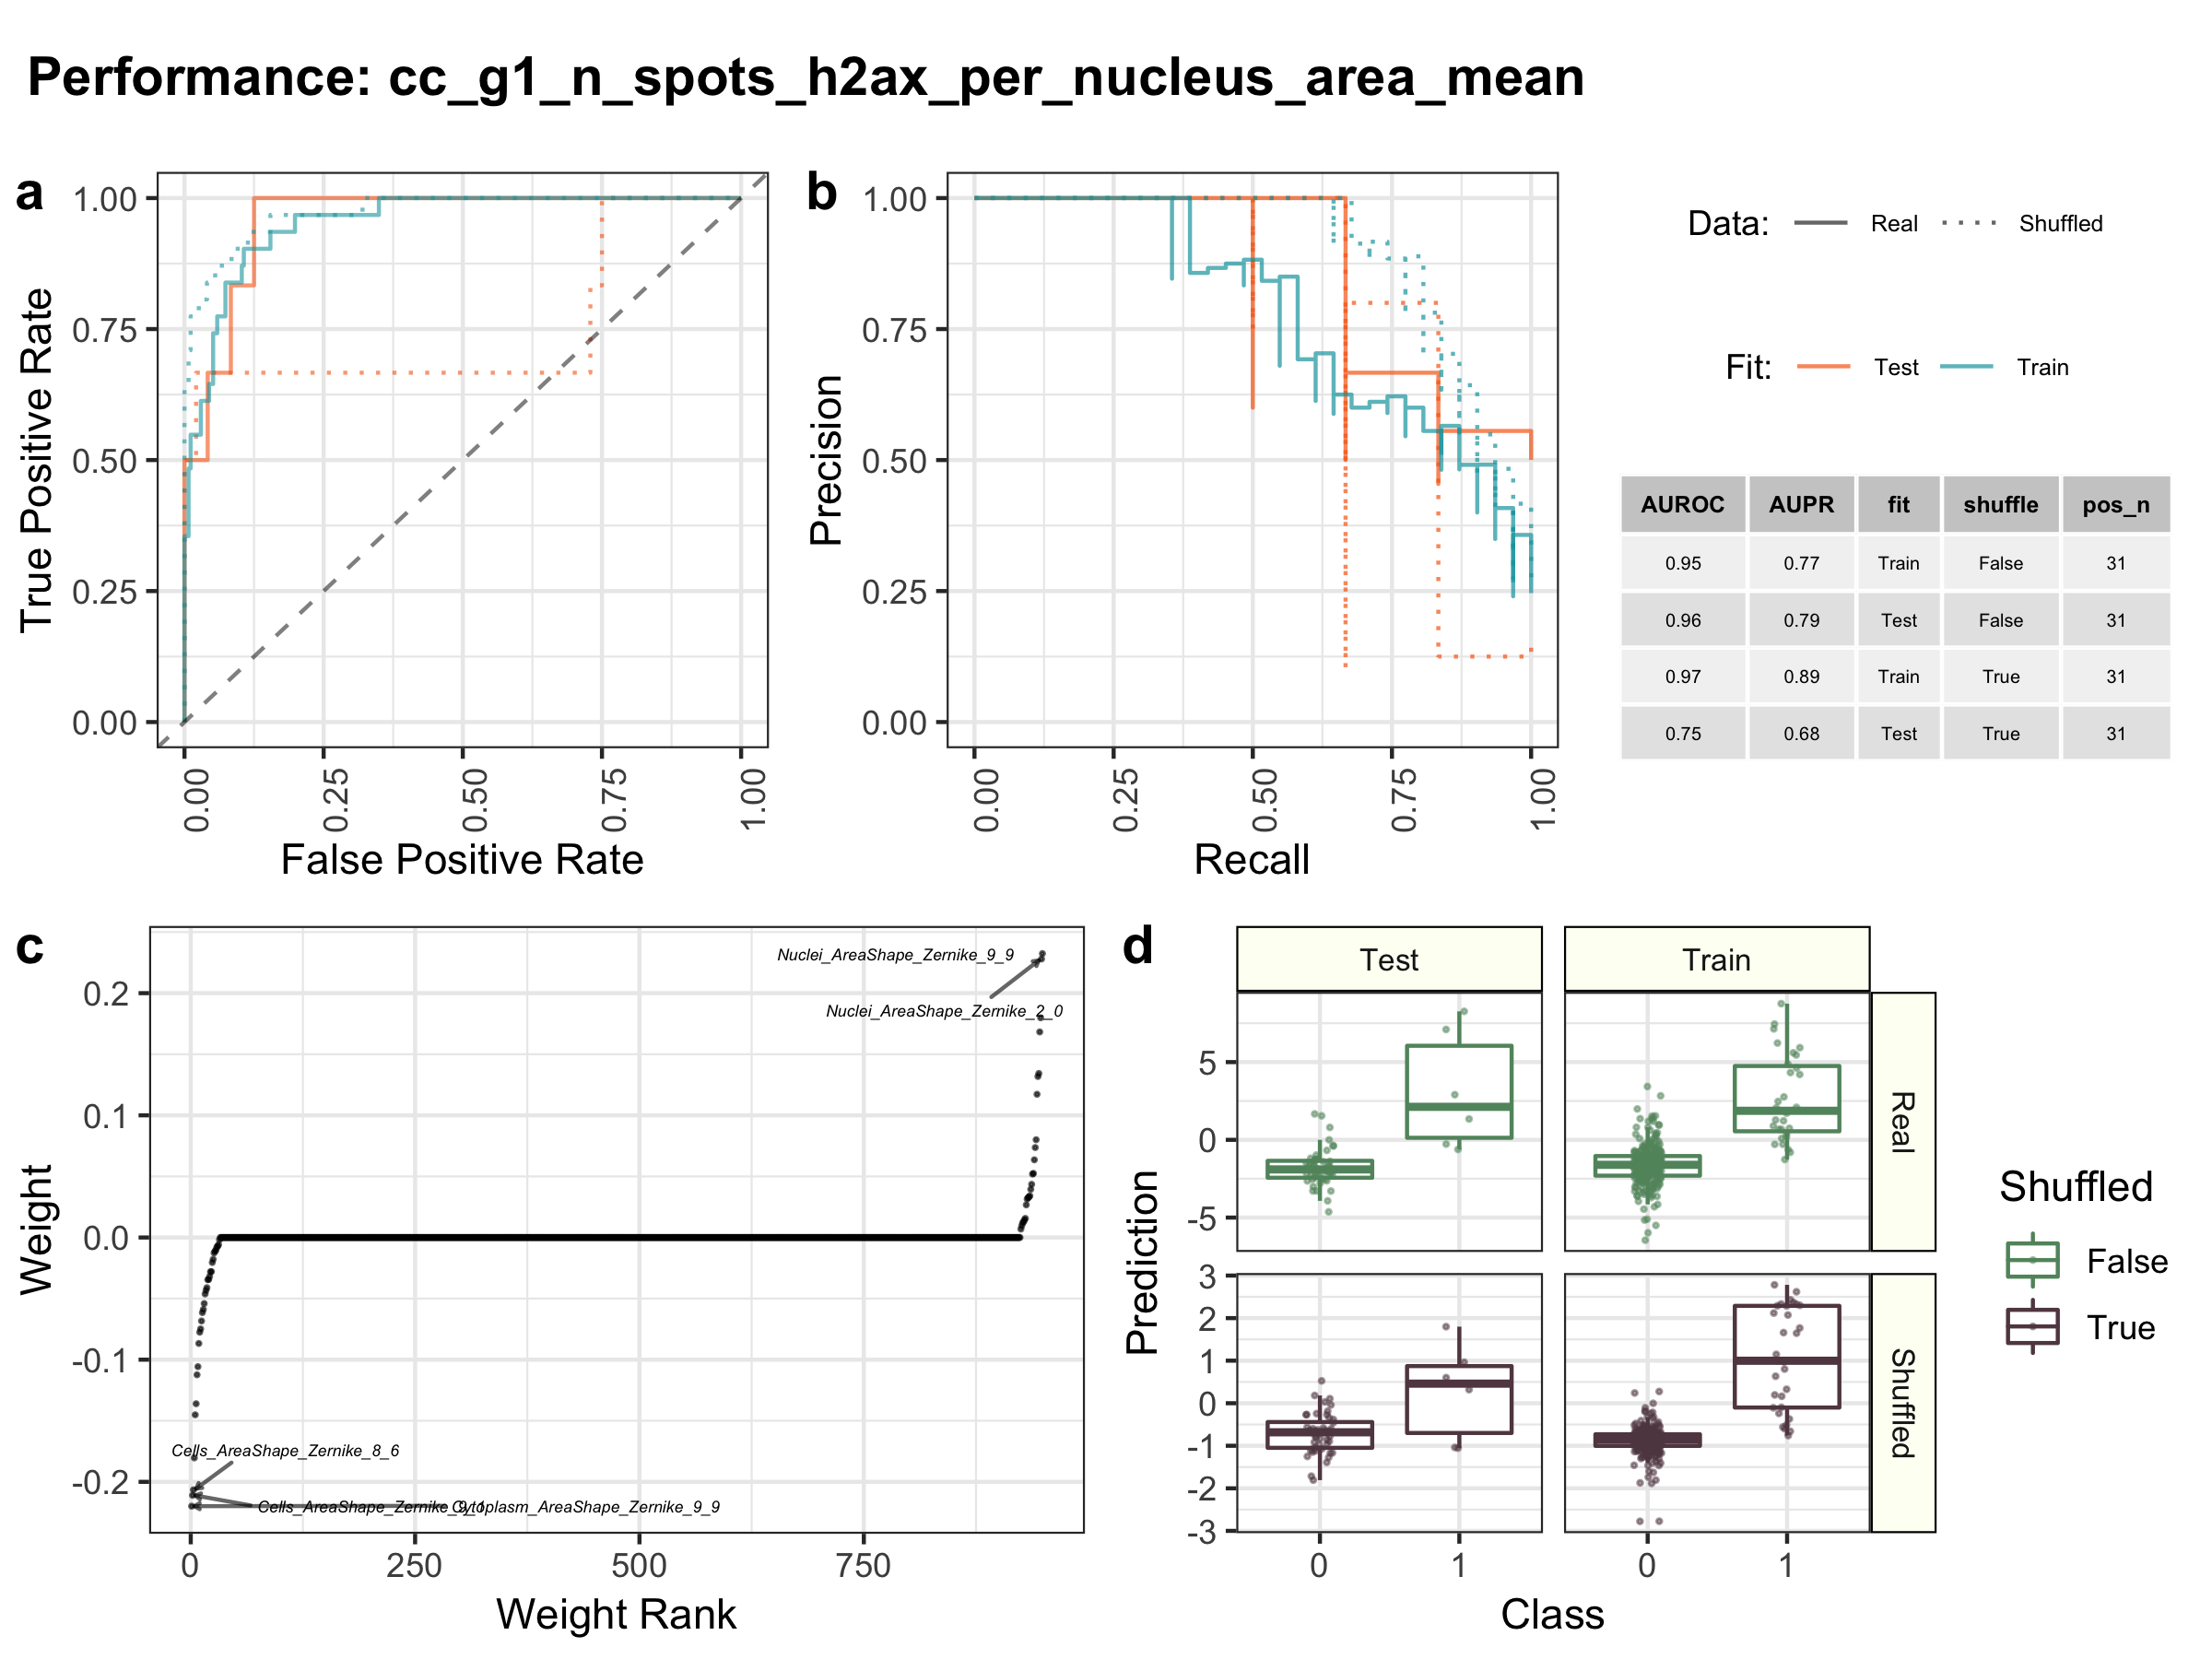 Performance: cc_g1_n_spots_h2ax_per_nucleus_area_mean
a
1.00
0.75
0.50
0.25
0.00
True Positive Rate
0.00
0.25
0.50
0.75
1.00
False Positive Rate
b
1.00
0.75
0.50
0.25
0.00
Precision
0.00
0.25
0.50
0.75
1.00
Recall
Data: Real Shuffled
Fit: Test Train
AUROC AUPR fit shuffle pos_n
0.95 0.77 Train False 31
0.96 0.79 Test False 31
0.97 0.89 Train True 31
0.75 0.68 Test True 31
c
0.2
0.1
0.0
-0.1
-0.2
Weight
Nuclei_AreaShape_Zernike_9_9
Nuclei_AreaShape_Zernike_2_0
Cells_AreaShape_Zernike_8_6
Cells_AreaShape_Zernike_9_1
Cytoplasm_AreaShape_Zernike_9_9
0
250
500
750
Weight Rank
d
Test
Train
5
0
-5
Real
3
2
1
0
-1
-2
-3
Shuffled
Prediction
0 1
0 1
Class
Shuffled
False
True